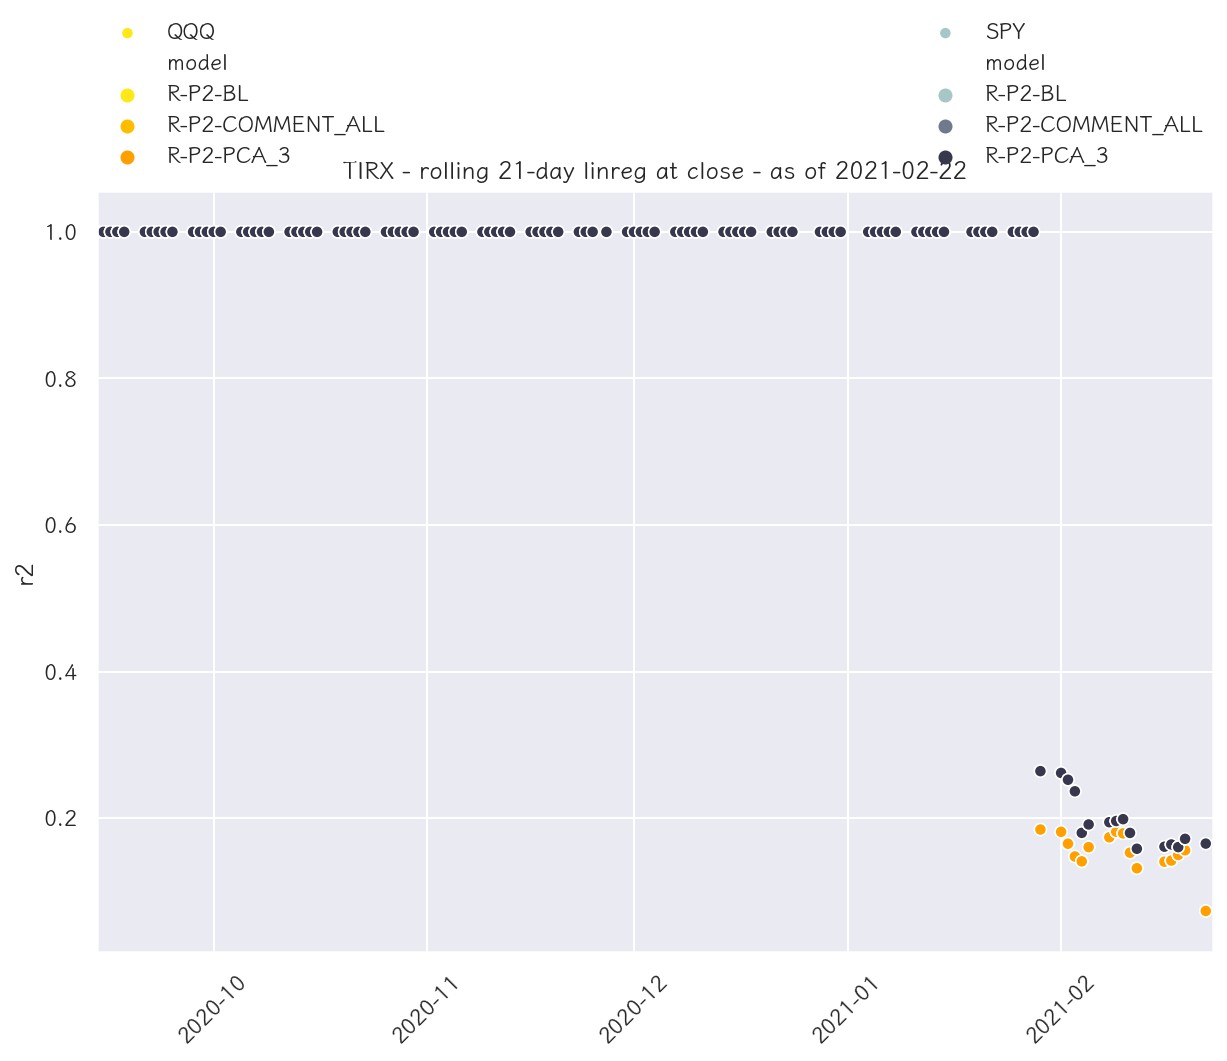 QQQ
model
R-P2-BL
R-P2-COMMENT_ALL
R-P2-PCA_3
SPY
model
R-P2-BL
R-P2-COMMENT_ALL
R-P2-PCA_3
TIRX - rolling 21-day linreg at close - as of 2021-02-22
1.0
0.8
0.6
0.4
0.2
r2
2020-10
2020-11
2020-12
2021-01
2021-02